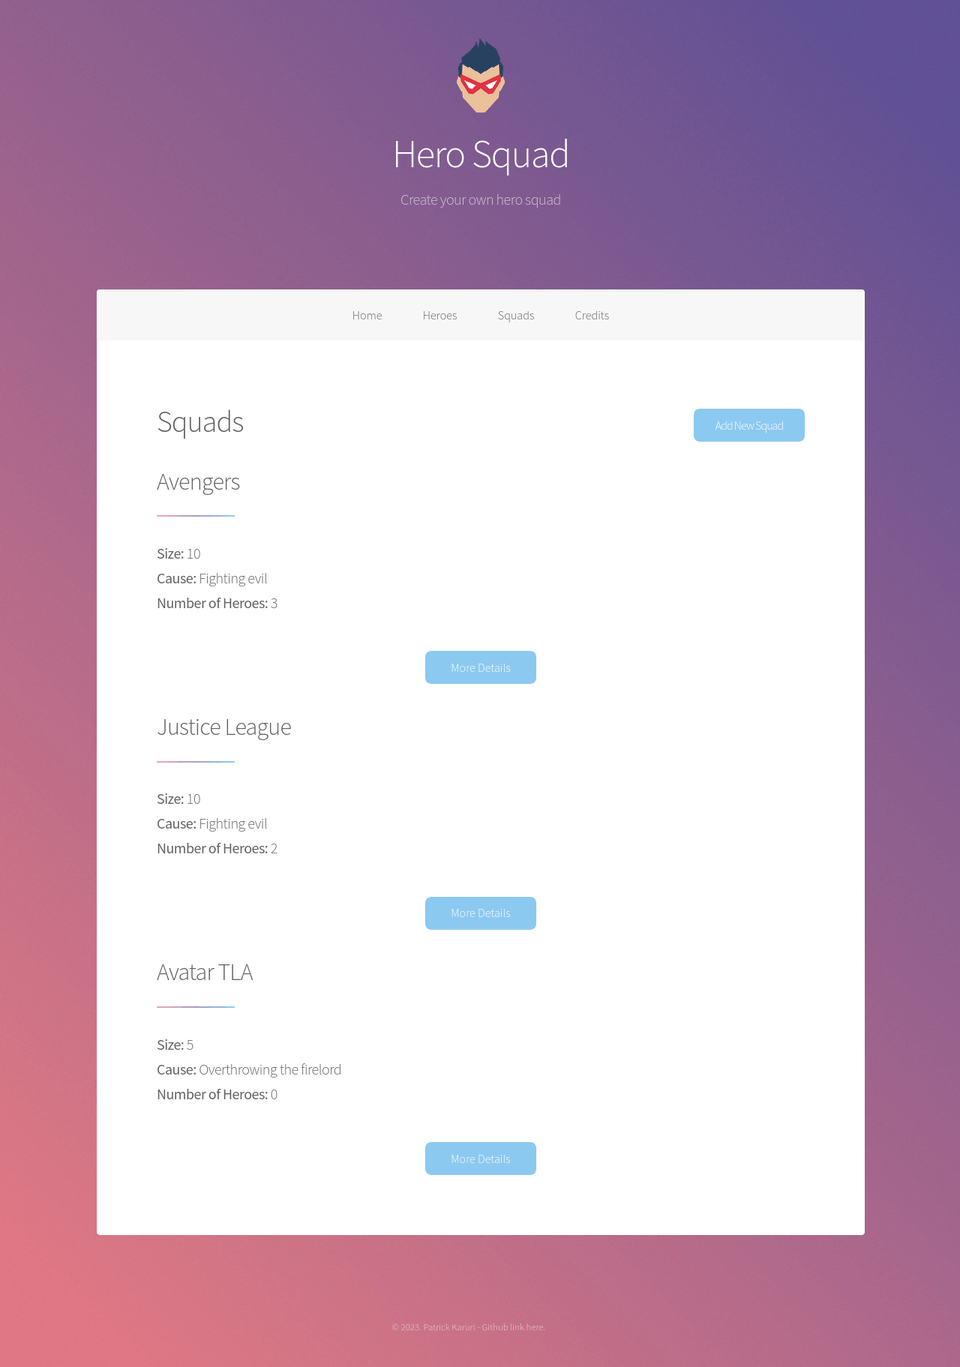 Hero Squad
Create your own hero squad
Home Heroes Squads Credits
Squads
Add New Squad
Avengers
Size: 10
Cause: Fighting evil
Number of Heroes: 3
More Details
Justice League
Size: 10
Cause: Fighting evil
Number of Heroes: 2
More Details
Avatar TLA
Size: 5
Cause: Overthrowing the firelord
Number of Heroes: 0
More Details
© 2023. Patrick Karuri - Github link here.